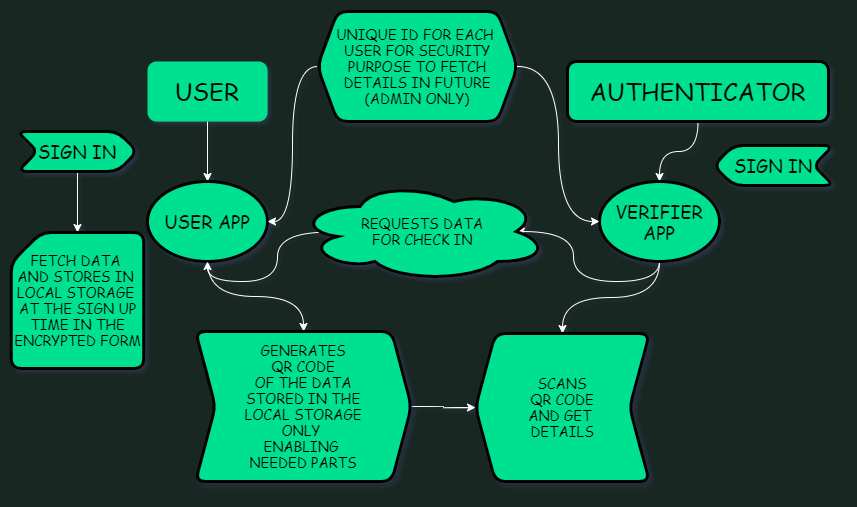 UNIQUE ID FOR EACH
USER FOR SECURITY
PURPOSE TO FETCH
DETAILS IN FUTURE
(ADMIN ONLY)
USER
AUTHENTICATOR
SIGN IN
SIGN IN
USER APP
REQUESTS DATA
FOR CHECK IN
VERIFIER
APP
FETCH DATA
AND STORES IN
LOCAL STORAGE
AT THE SIGN UP
TIME IN THE
ENCRYPTED FORM
GENERATES
QR CODE
OF THE DATA
STORED IN THE
LOCAL STORAGE
ONLY
ENABLING
NEEDED PARTS
SCANS
QR CODE
AND GET
DETAILS